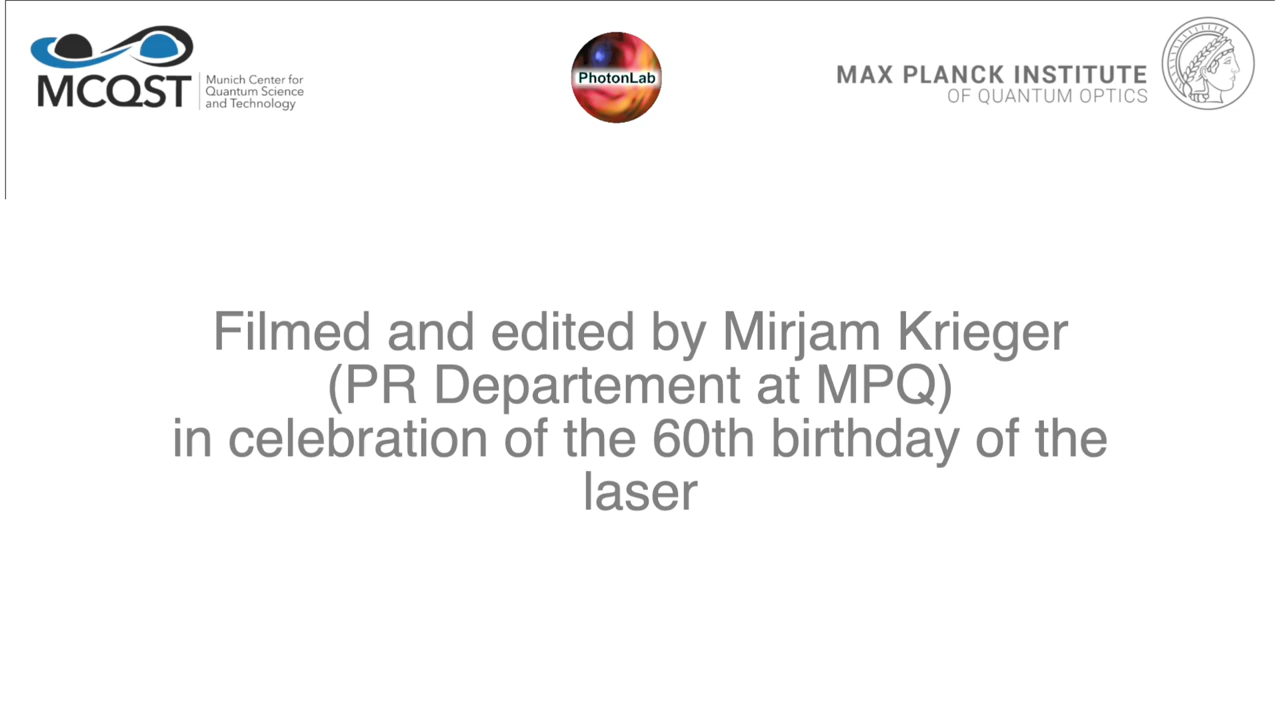 MCQST
Munich Center for
Quantum Science
and Technology
PhotonLab
MAX PLANCK INSTITUTE
OF QUANTUM OPTICS
Filmed and edited by Mirjam Krieger
(PR Departement at MPQ)
in celebration of the 60th birthday of the
laser